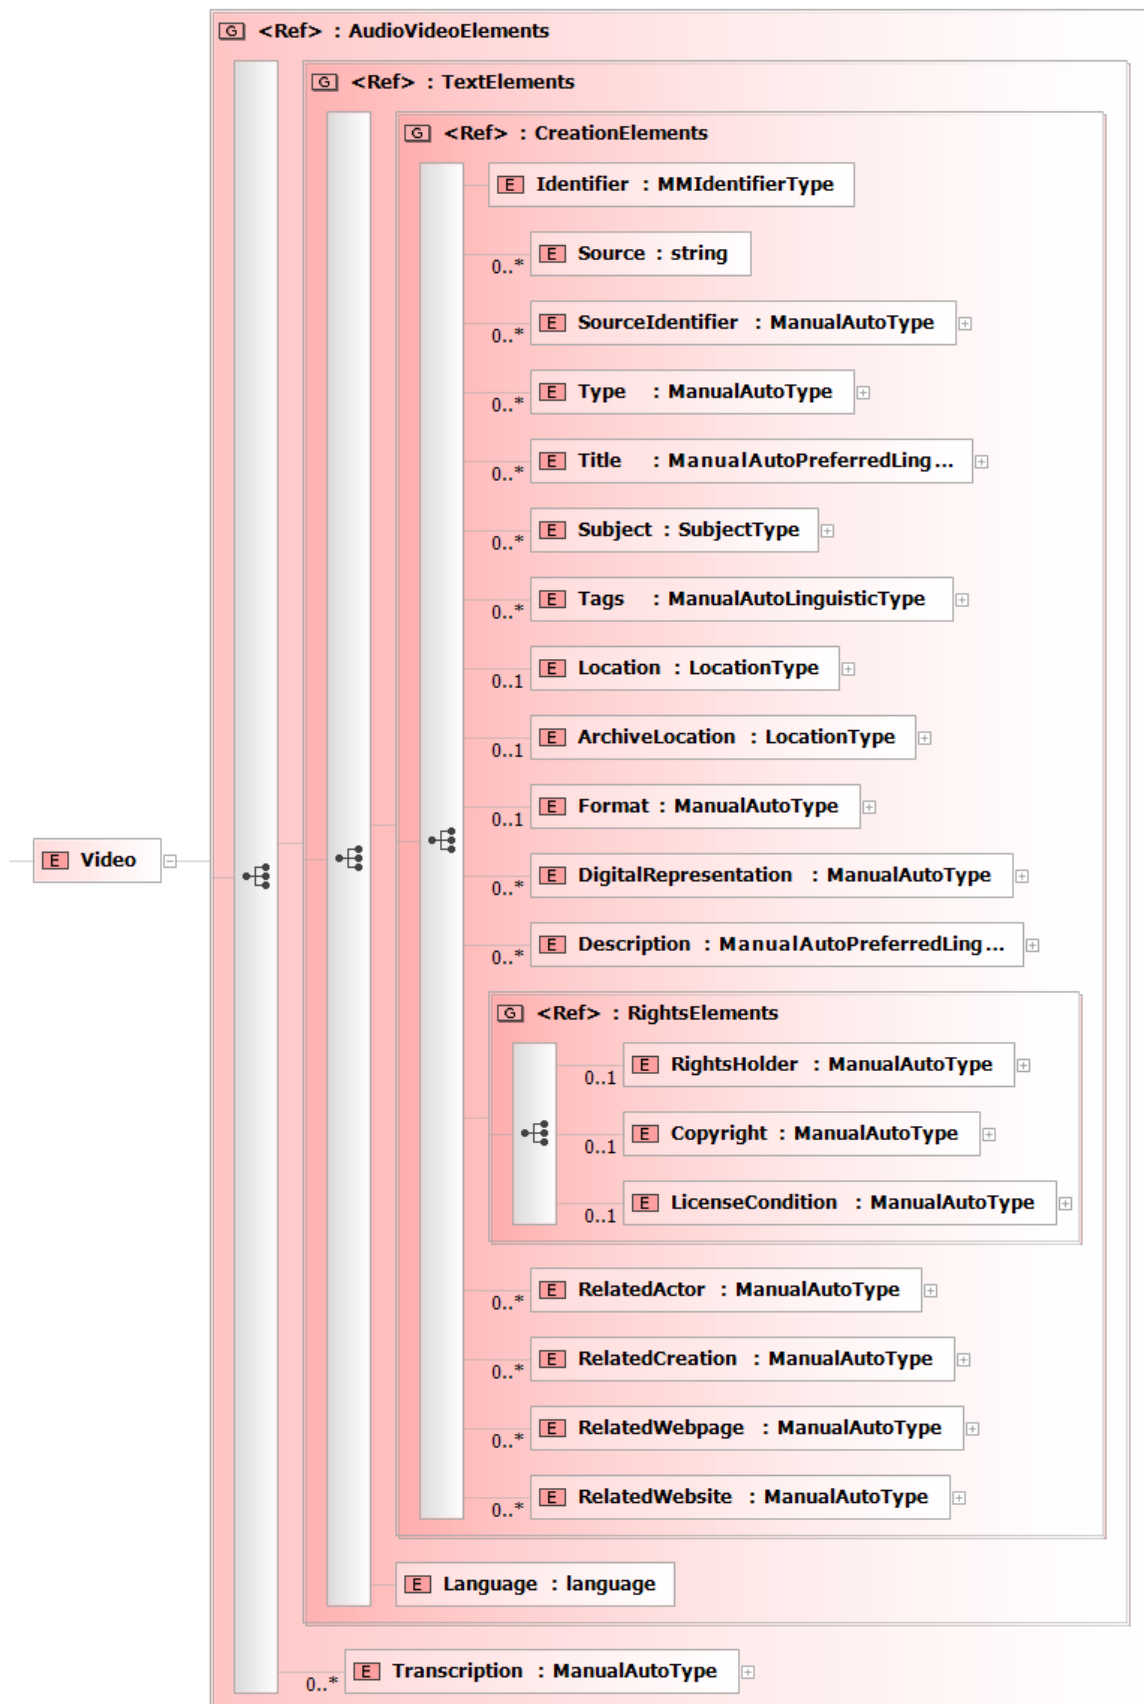 G <Ref> : AudioVideoElements
G <Ref> : TextElements
G <Ref> : CreationElements
E Identifier : MMIdentifierType
0..* E Source : string
0..* E SourceIdentifier : ManualAutoType
0..* E Type : ManualAutoType
0..* E Title : ManualAutoPreferredLing...
0..* E Subject : SubjectType
0..* E Tags : ManualAutoLinguisticType
0..1 E Location : LocationType
0..1 E ArchiveLocation : LocationType
0..1 E Format : ManualAutoType
E Video
0..* E DigitalRepresentation : ManualAutoType
0..* E Description : ManualAutoPreferredLing...
G <Ref> : RightsElements
0..1 E RightsHolder : ManualAutoType
0..1 E Copyright : ManualAutoType
0..1 E LicenseCondition : ManualAutoType
0..* E RelatedActor : ManualAutoType
0..* E RelatedCreation : ManualAutoType
0..* E RelatedWebpage : ManualAutoType
0..* E RelatedWebsite : ManualAutoType
E Language : language
0..* E Transcription : ManualAutoType